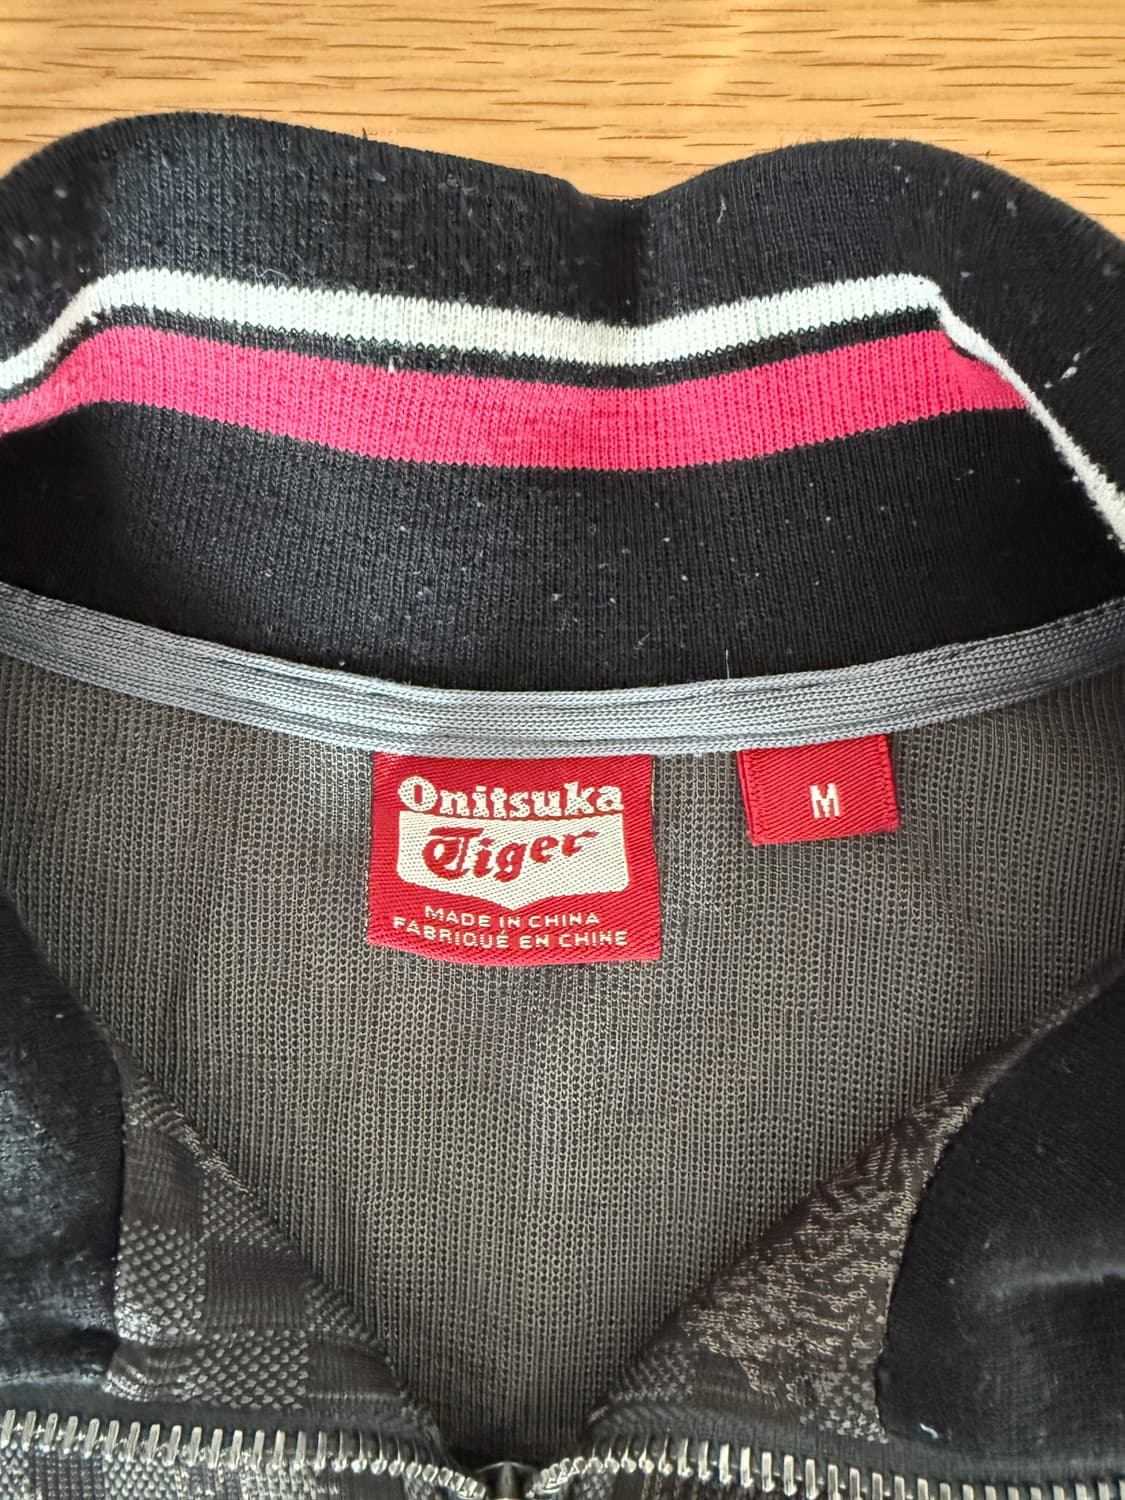 Onitsuka
Tiger
MADE IN CHINA
FABRIQUÉ EN CHINE
M